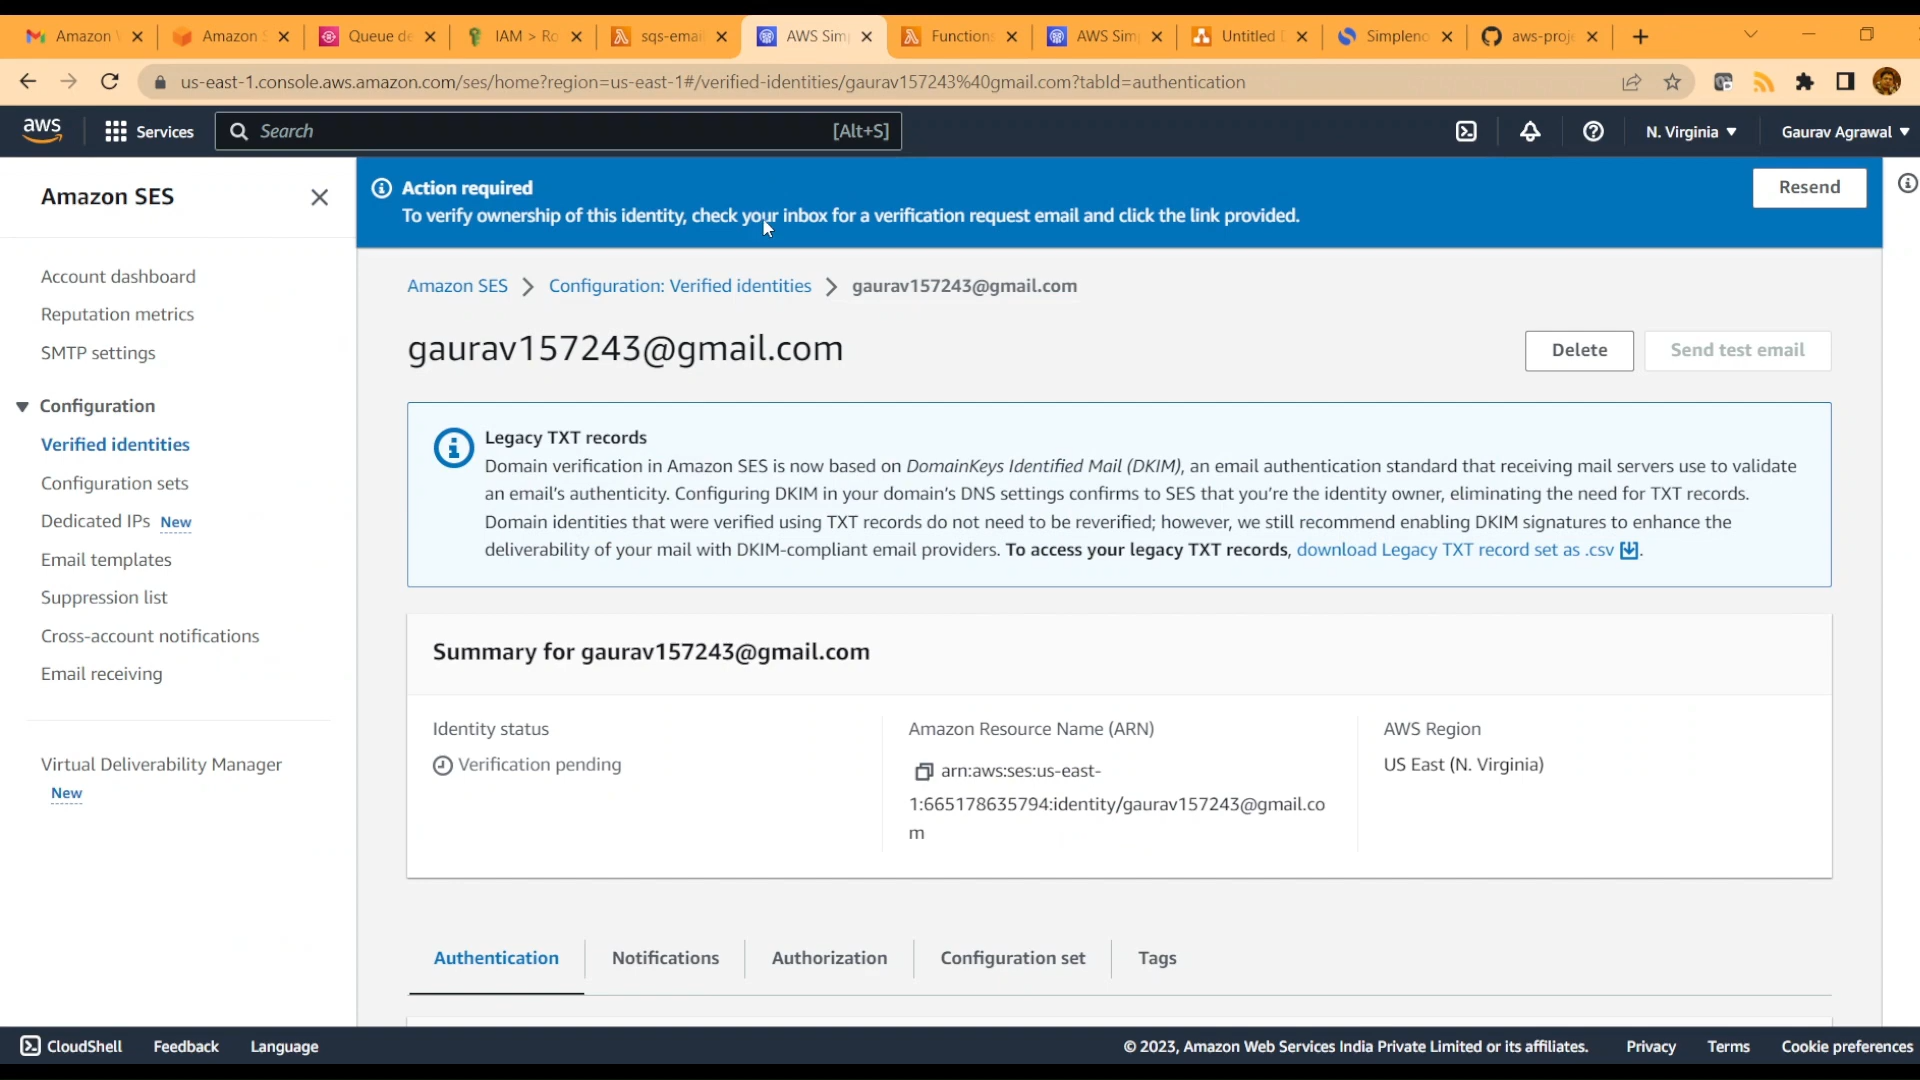 Amazon
Amazon
Queue de
IAM > Ro
sqs-emai
AWS Sim
Functions
AWS Sim
Untitled
Simpleno
aws-proj
us-east-1.console.aws.amazon.com/ses/home?region=us-east-1#/verified-identities/gaurav157243%40gmail.com?tabId=authentication
aws
Services
Search
[Alt+S]
N. Virginia
Gaurav Agrawal
Amazon SES
Action required
To verify ownership of this identity, check your inbox for a verification request email and click the link provided.
Resend
Account dashboard
Reputation metrics
SMTP settings
Configuration
Verified identities
Configuration sets
Dedicated IPs New
Email templates
Suppression list
Cross-account notifications
Email receiving
Virtual Deliverability Manager
New
Amazon SES > Configuration: Verified identities > gaurav157243@gmail.com
gaurav157243@gmail.com
Delete
Send test email
Legacy TXT records
Domain verification in Amazon SES is now based on DomainKeys Identified Mail (DKIM), an email authentication standard that receiving mail servers use to validate
an email's authenticity. Configuring DKIM in your domain's DNS settings confirms to SES that you're the identity owner, eliminating the need for TXT records.
Domain identities that were verified using TXT records do not need to be reverified; however, we still recommend enabling DKIM signatures to enhance the
deliverability of your mail with DKIM-compliant email providers. To access your legacy TXT records, download Legacy TXT record set as .csv.
Summary for gaurav157243@gmail.com
Identity status
Verification pending
Amazon Resource Name (ARN)
arn:aws:ses:us-east-
1:665178635794:identity/gaurav157243@gmail.co
m
AWS Region
US East (N. Virginia)
Authentication
Notifications
Authorization
Configuration set
Tags
CloudShell
Feedback
Language
© 2023, Amazon Web Services India Private Limited or its affiliates.
Privacy
Terms
Cookie preferences